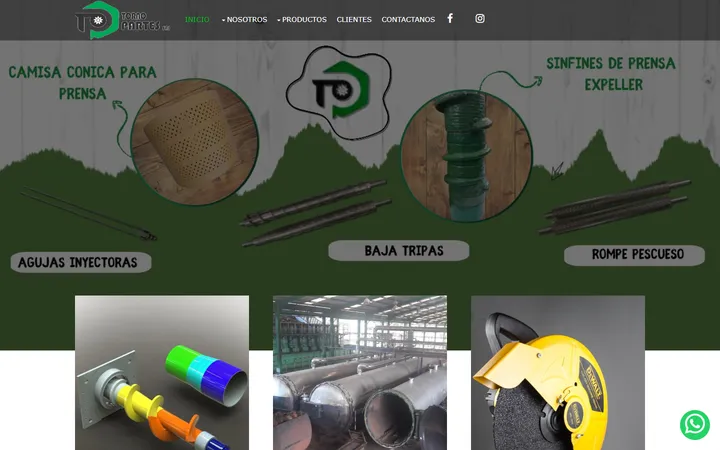 TORNO
PARTES
INICIO
NOSOTROS
PRODUCTOS
CLIENTES
CONTACTANOS
CAMISA CONICA PARA
PRENSA
SINFINES DE PRENSA
EXPELLER
AGUJAS INYECTORAS
BAJA TRIPAS
ROMPE PESCUESO
DEWALT